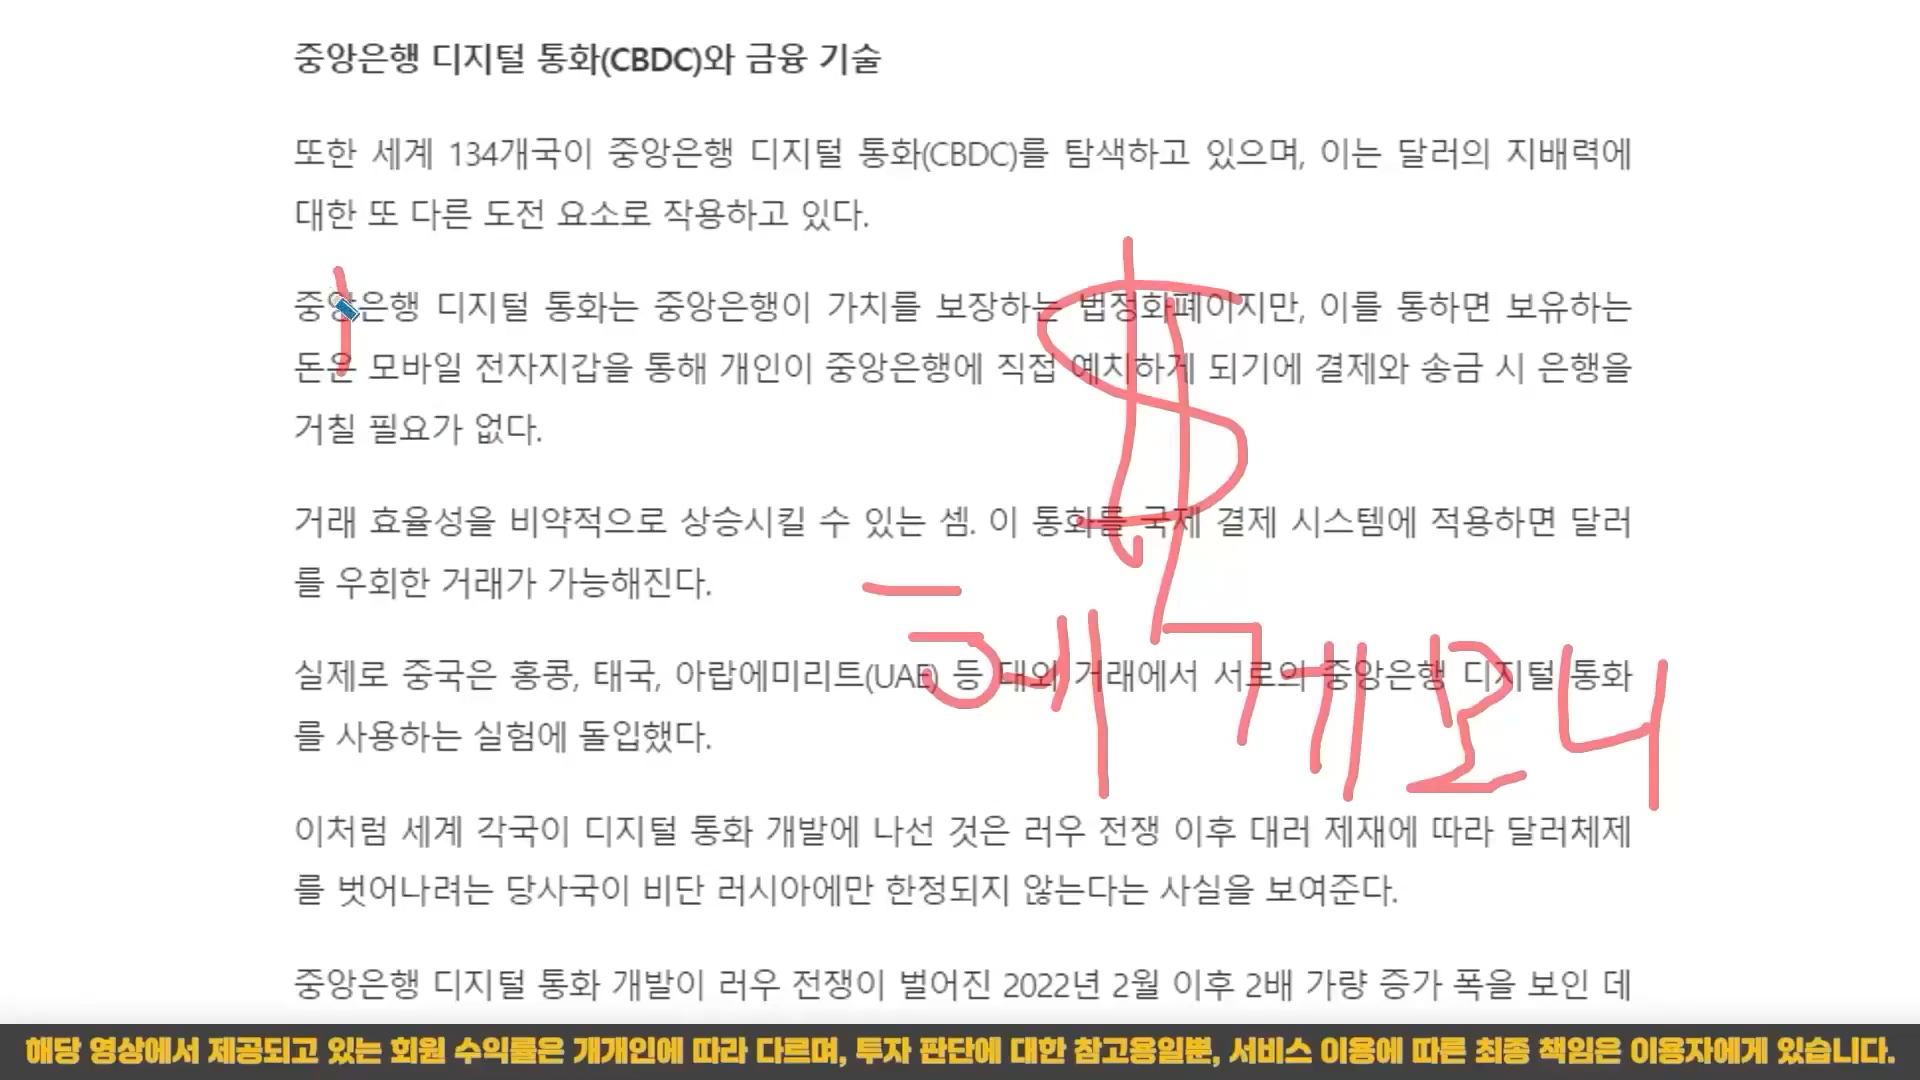 중앙은행 디지털 통화(CBDC)와 금융 기술
또한 세계 134개국이 중앙은행 디지털 통화(CBDC)를 탐색하고 있으며, 이는 달러의 지배력에
대한 또 다른 도전 요소로 작용하고 있다.
중앙은행 디지털 통화는 중앙은행이 가치를 보장하는 법정화폐이지만, 이를 통하면 보유하는
돈은 모바일 전자지갑을 통해 개인이 중앙은행에 직접 예치하게 되기에 결제와 송금 시 은행을
거칠 필요가 없다.
거래 효율성을 비약적으로 상승시킬 수 있는 셈. 이 통화를 국제 결제 시스템에 적용하면 달러
를 우회한 거래가 가능해진다.
$
헤게모니
실제로 중국은 홍콩, 태국, 아랍에미리트(UAE) 등 대외 거래에서 서로의 중앙은행 디지털 통화
를 사용하는 실험에 돌입했다.
이처럼 세계 각국이 디지털 통화 개발에 나선 것은 러우 전쟁 이후 대러 제재에 따라 달러체제
를 벗어나려는 당사국이 비단 러시아에만 한정되지 않는다는 사실을 보여준다.
중앙은행 디지털 통화 개발이 러우 전쟁이 벌어진 2022년 2월 이후 2배 가량 증가 폭을 보인 데
해당 영상에서 제공되고 있는 회원 수익률은 개개인에 따라 다르며, 투자 판단에 대한 참고용일뿐, 서비스 이용에 따른 최종 책임은 이용자에게 있습니다.